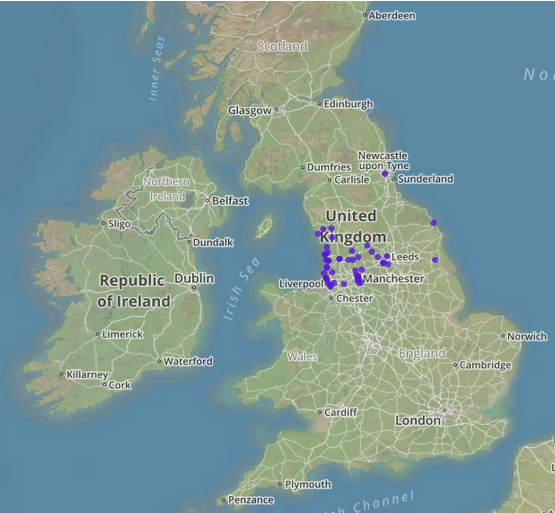 Aberdeen
Scotland
Inner Seas
No
Glasgow
Edinburgh
Newcastle
upon Tyne
Dumfries
Carlisle
Sunderland
Northern
Ireland
Belfast
Sligo
United
Kingdom
Dundalk
Leeds
Republic
of Ireland
Dublin
Irish Sea
Liverpool
Manchester
Chester
Limerick
Norwich
Wales
England
Waterford
Cambridge
Killarney
Cork
Cardiff
London
Plymouth
Penzance
sh Channel
L